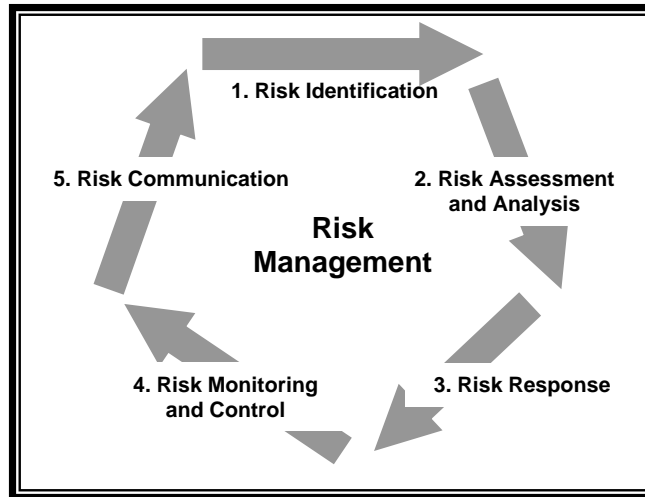 1. Risk Identification
2. Risk Assessment
and Analysis
3. Risk Response
4. Risk Monitoring
and Control
5. Risk Communication
Risk
Management